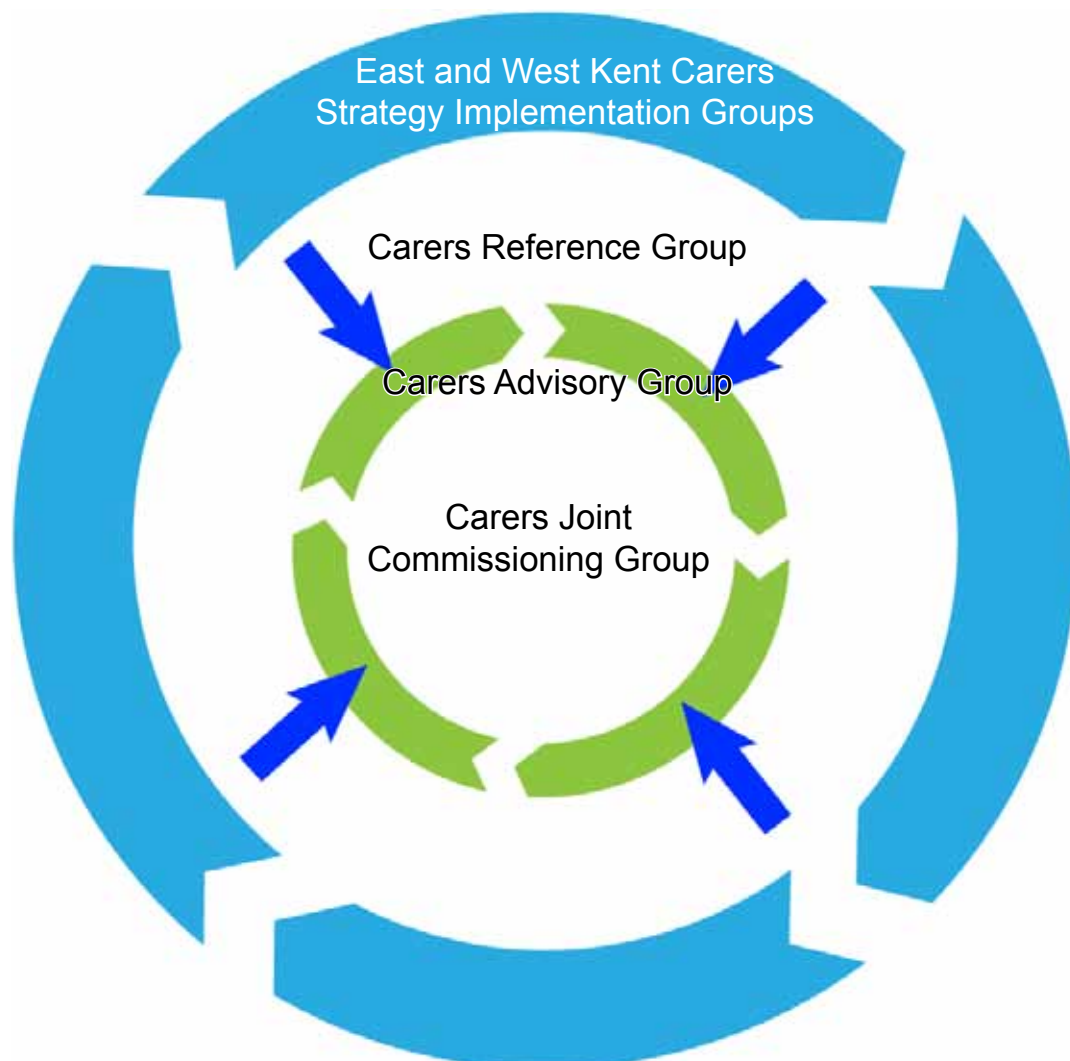 East and West Kent Carers
Strategy Implementation Groups
Carers Reference Group
Carers Advisory Group
Carers Joint
Commissioning Group